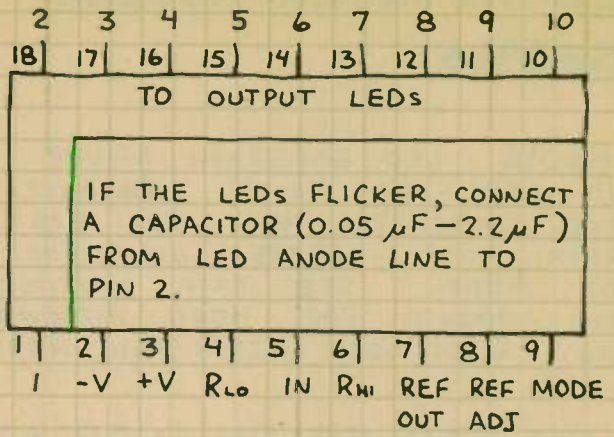 2 3 4 5 6 7 8 9 10
18 17 16 15 14 13 12 11 10
TO OUTPUT LEDS
IF THE LEDS FLICKER, CONNECT
A CAPACITOR (0.05 µF-2.2µF)
FROM LED ANODE LINE TO
PIN 2.
1 2 3 4 5 6 7 8 9
1 -V +V RLO IN RHI REF REF MODE
OUT ADJ